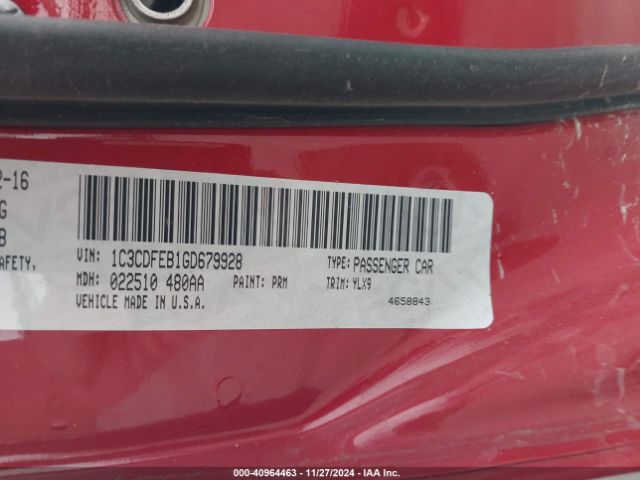 2-16
G
B
AFETY,
VIN: 1C3CDFEB1GD679928
TYPE: PASSENGER CAR
MDH: 022510 480AA
PAINT: PRM
TRIM: YLX9
VEHICLE MADE IN U.S.A.
4658843
000-40964463 | 11/27/2024 | IAA Inc.